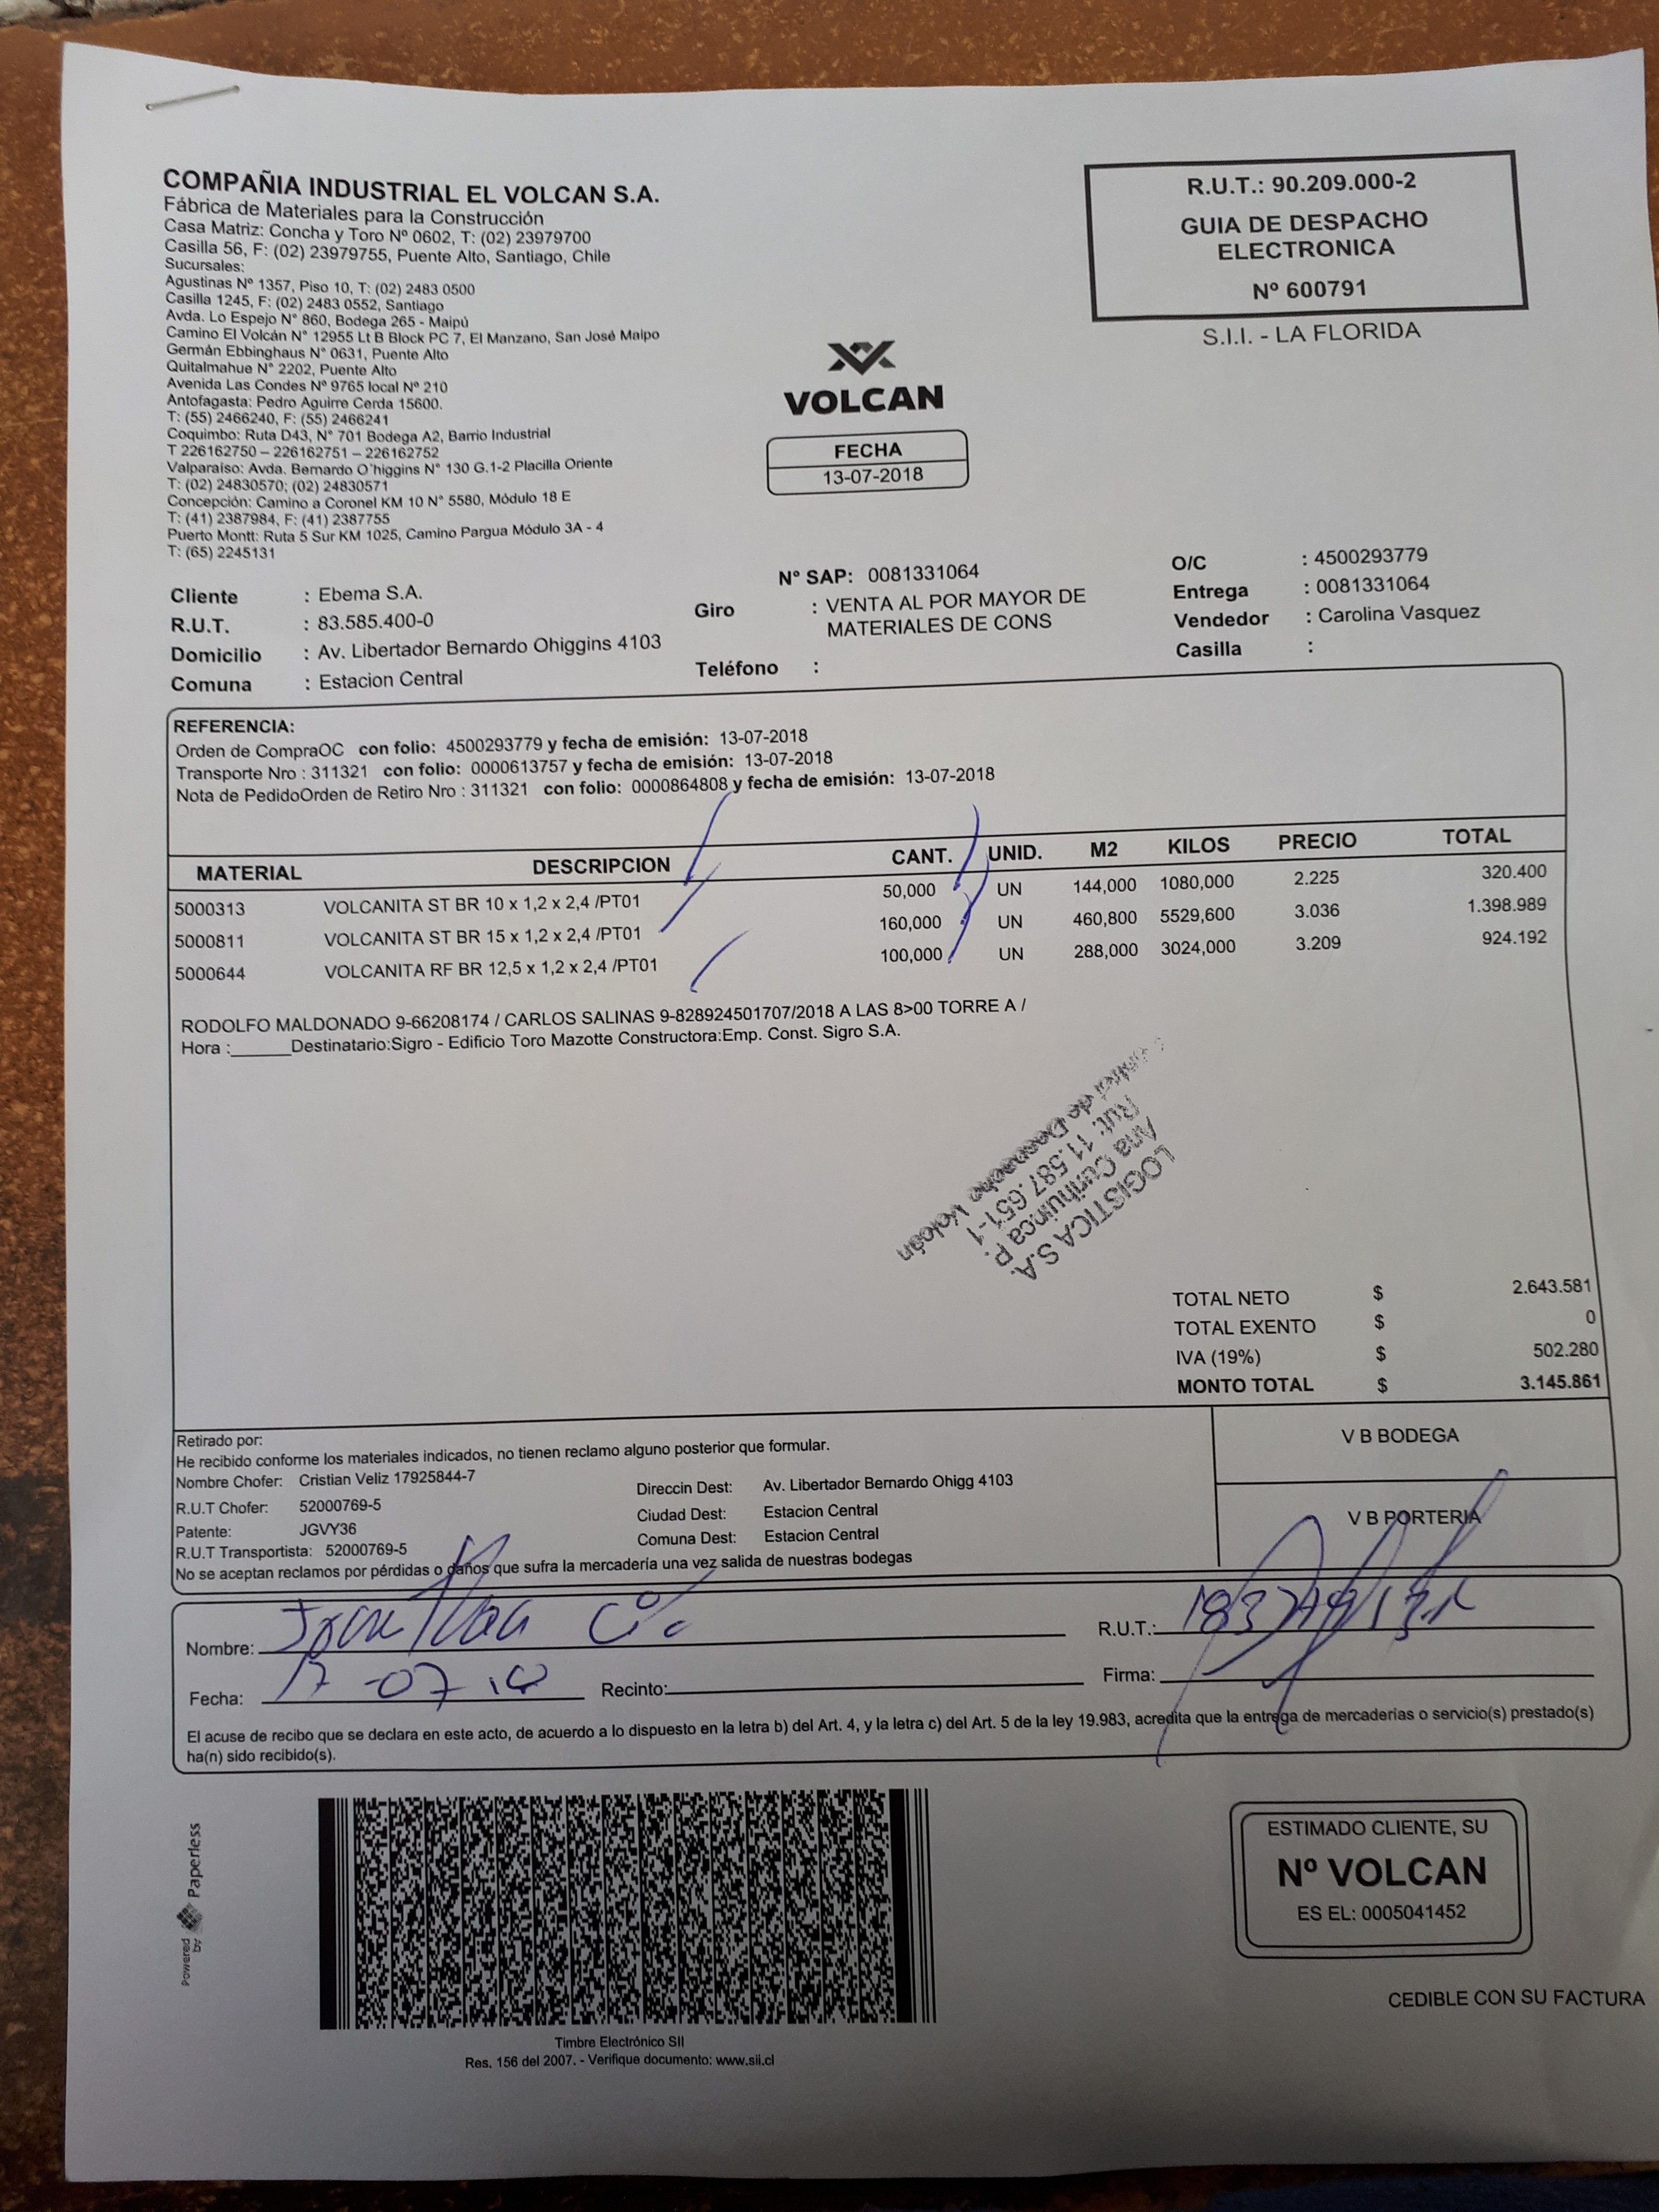 COMPAÑIA INDUSTRIAL EL VOLCAN S.A.
Fábrica de Materiales para la Construcción
Casa Matriz: Concha y Toro Nº 0602, T: (02) 23979700
Casilla 56, F: (02) 23979755, Puente Alto, Santiago, Chile
Sucursales:
Agustinas Nº 1357, Piso 10, T: (02) 2483 0500
Casilla 1245, F: (02) 2483 0552, Santiago
Avda. Lo Espejo N° 860, Bodega 265 - Maipú
Camino El Volcán N° 12955 Lt B Block PC 7, El Manzano, San José Maipo
Germán Ebbinghaus N° 0631, Puente Alto
Quitalmahue N° 2202, Puente Alto
Avenida Las Condes Nº 9765 local Nº 210
Antofagasta: Pedro Aguirre Cerda 15600.
T: (55) 2466240, F: (55) 2466241
Coquimbo: Ruta D43, N° 701 Bodega A2, Barrio Industrial
T 226162750 – 226162751 – 226162752
Valparaíso: Avda. Bernardo O'higgins N° 130 G.1-2 Placilla Oriente
T: (02) 24830570; (02) 24830571
Concepción: Camino a Coronel KM 10 N° 5580, Módulo 18 E
T: (41) 2387984, F: (41) 2387755
Puerto Montt: Ruta 5 Sur KM 1025, Camino Pargua Módulo 3A - 4
T: (65) 2245131
R.U.T.: 90.209.000-2
GUIA DE DESPACHO
ELECTRONICA
Nº 600791
S.I.I. - LA FLORIDA
VOLCAN
FECHA
13-07-2018
Cliente : Ebema S.A.
R.U.T. : 83.585.400-0
Domicilio : Av. Libertador Bernardo Ohiggins 4103
Comuna : Estacion Central
N° SAP: 0081331064
Giro : VENTA AL POR MAYOR DE
MATERIALES DE CONS
Teléfono :
O/C : 4500293779
Entrega : 0081331064
Vendedor : Carolina Vasquez
Casilla :
REFERENCIA:
Orden de CompraOC con folio: 4500293779 y fecha de emisión: 13-07-2018
Transporte Nro : 311321 con folio: 0000613757 y fecha de emisión: 13-07-2018
Nota de PedidoOrden de Retiro Nro : 311321 con folio: 0000864808 y fecha de emisión: 13-07-2018
MATERIAL DESCRIPCION CANT. UNID. M2 KILOS PRECIO TOTAL
5000313 VOLCANITA ST BR 10 x 1,2 x 2,4 /PT01 50,000 UN 144,000 1080,000 2.225 320.400
5000811 VOLCANITA ST BR 15 x 1,2 x 2,4 /PT01 160,000 UN 460,800 5529,600 3.036 1.398.989
5000644 VOLCANITA RF BR 12,5 x 1,2 x 2,4 /PT01 100,000 UN 288,000 3024,000 3.209 924.192
RODOLFO MALDONADO 9-66208174 / CARLOS SALINAS 9-828924501707/2018 A LAS 8>00 TORRE A /
Hora :______Destinatario:Sigro - Edificio Toro Mazotte Constructora:Emp. Const. Sigro S.A.
LOGISTICA S.A.
Ana Curihuinca P.
Rut: 11.587.651-1
de Despacho Volcán
TOTAL NETO $ 2.643.581
TOTAL EXENTO $ 0
IVA (19%) $ 502.280
MONTO TOTAL $ 3.145.861
Retirado por:
He recibido conforme los materiales indicados, no tienen reclamo alguno posterior que formular.
Nombre Chofer: Cristian Veliz 17925844-7
R.U.T Chofer: 52000769-5
Patente: JGVY36
R.U.T Transportista: 52000769-5
Direccin Dest: Av. Libertador Bernardo Ohigg 4103
Ciudad Dest: Estacion Central
Comuna Dest: Estacion Central
No se aceptan reclamos por pérdidas o daños que sufra la mercadería una vez salida de nuestras bodegas
V B BODEGA
V B PORTERIA
Nombre:
R.U.T.:
Fecha: 17-07.18
Recinto:
Firma:
El acuse de recibo que se declara en este acto, de acuerdo a lo dispuesto en la letra b) del Art. 4, y la letra c) del Art. 5 de la ley 19.983, acredita que la entrega de mercaderias o servicio(s) prestado(s)
ha(n) sido recibido(s).
Powered by Paperless
Timbre Electrónico SII
Res. 156 del 2007. - Verifique documento: www.sii.cl
ESTIMADO CLIENTE, SU
Nº VOLCAN
ES EL: 0005041452
CEDIBLE CON SU FACTURA